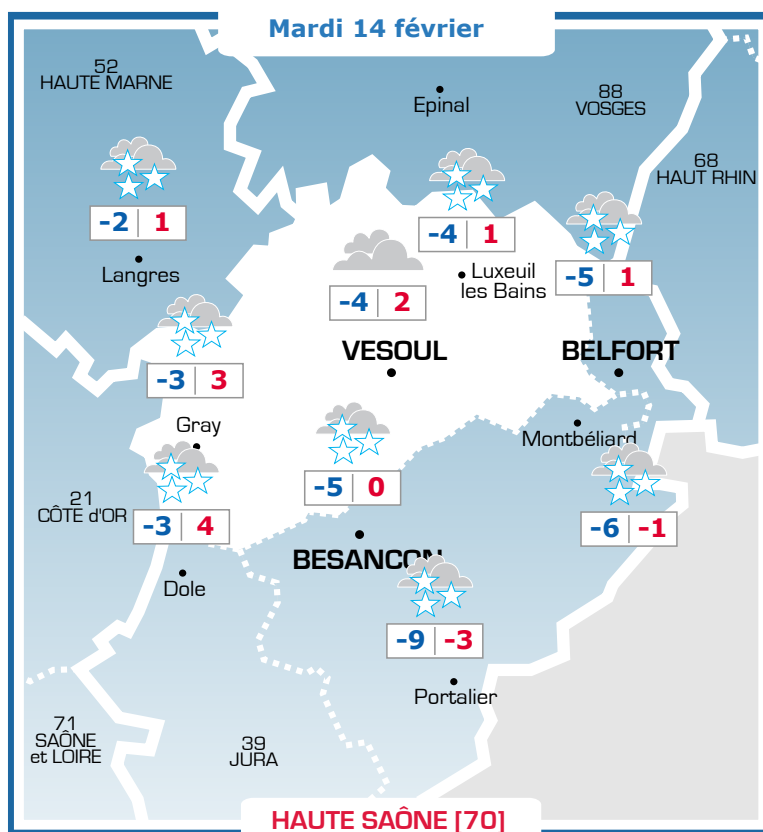 Mardi 14 février
52
HAUTE MARNE
Epinal
88
VOSGES
68
HAUT RHIN
-2 1
Langres
-4 1
Luxeuil
les Bains
-5 1
-4 2
VESOUL
BELFORT
-3 3
Gray
Montbéliard
-5 0
BESANCON
21
CÔTE d'OR
-3 4
Dole
-6 -1
-9 -3
Portalier
71
SAÔNE
et LOIRE
39
JURA
HAUTE SAÔNE [70]